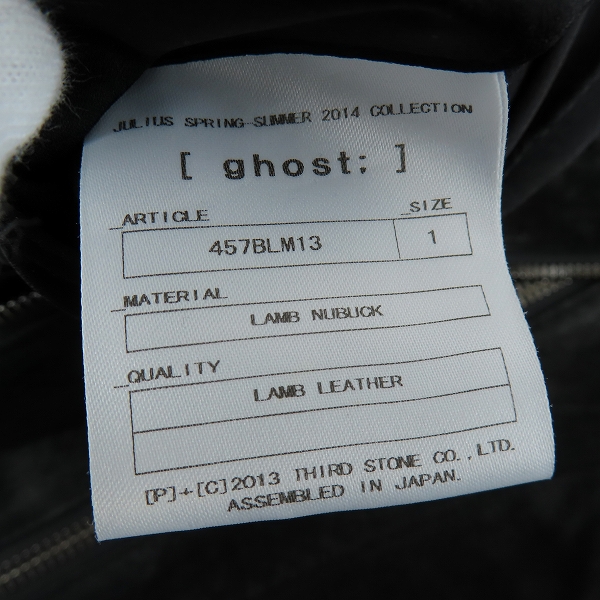 JULIUS SPRING-SUMMER 2014 COLLECTION
[ ghost; ]
_ARTICLE _SIZE
457BLM13 1
_MATERIAL
LAMB NUBUCK
_QUALITY
LAMB LEATHER
[P]+[C]2013 THIRD STONE CO.,LTD.
ASSEMBLED IN JAPAN.